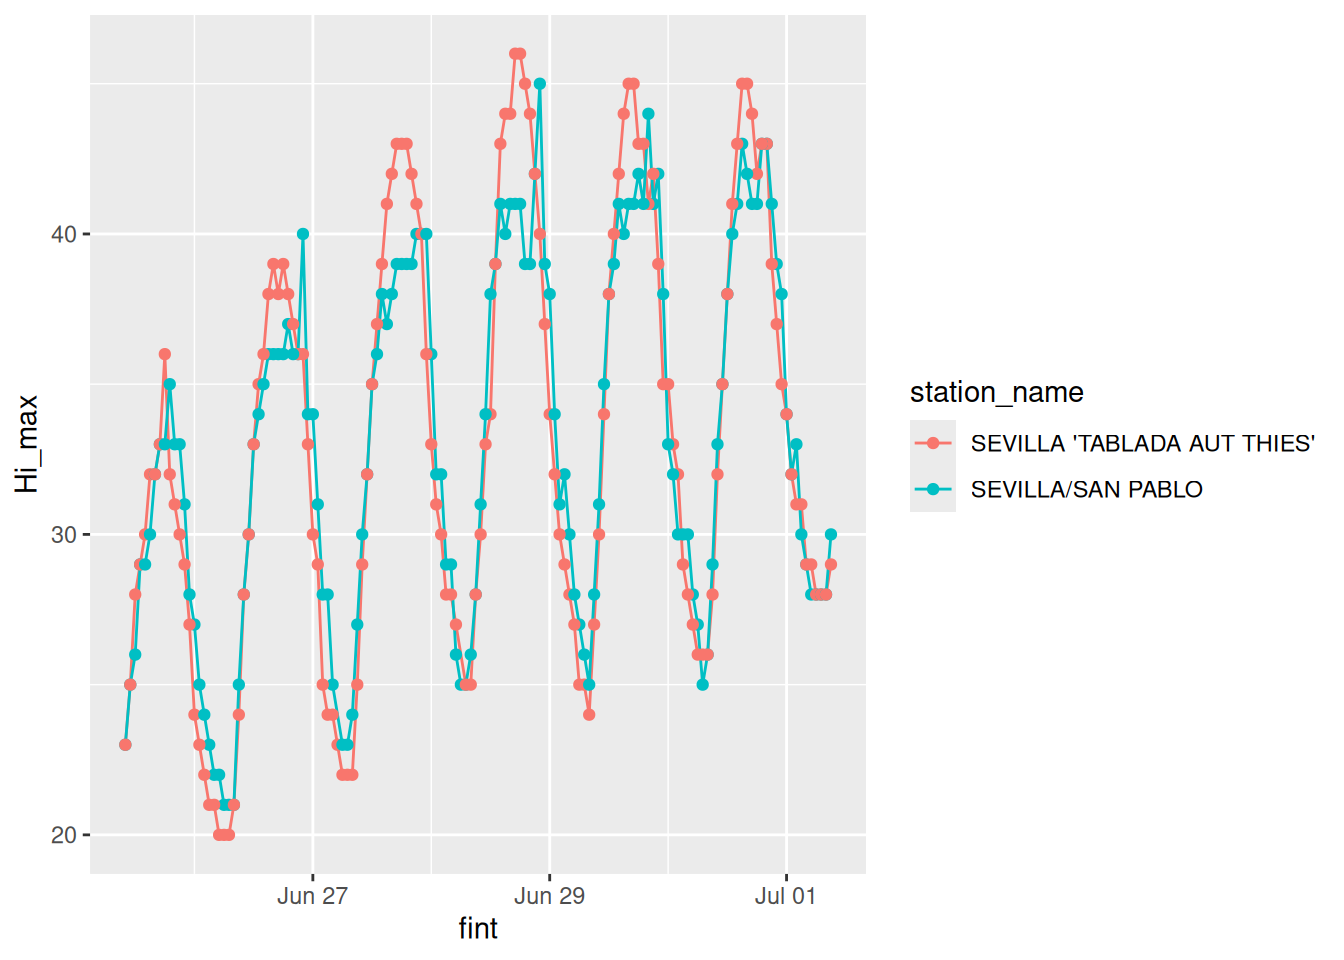 Hi_max
40
30
20
Jun 27
Jun 29
Jul 01
fint
station_name
SEVILLA 'TABLADA AUT THIES'
SEVILLA/SAN PABLO